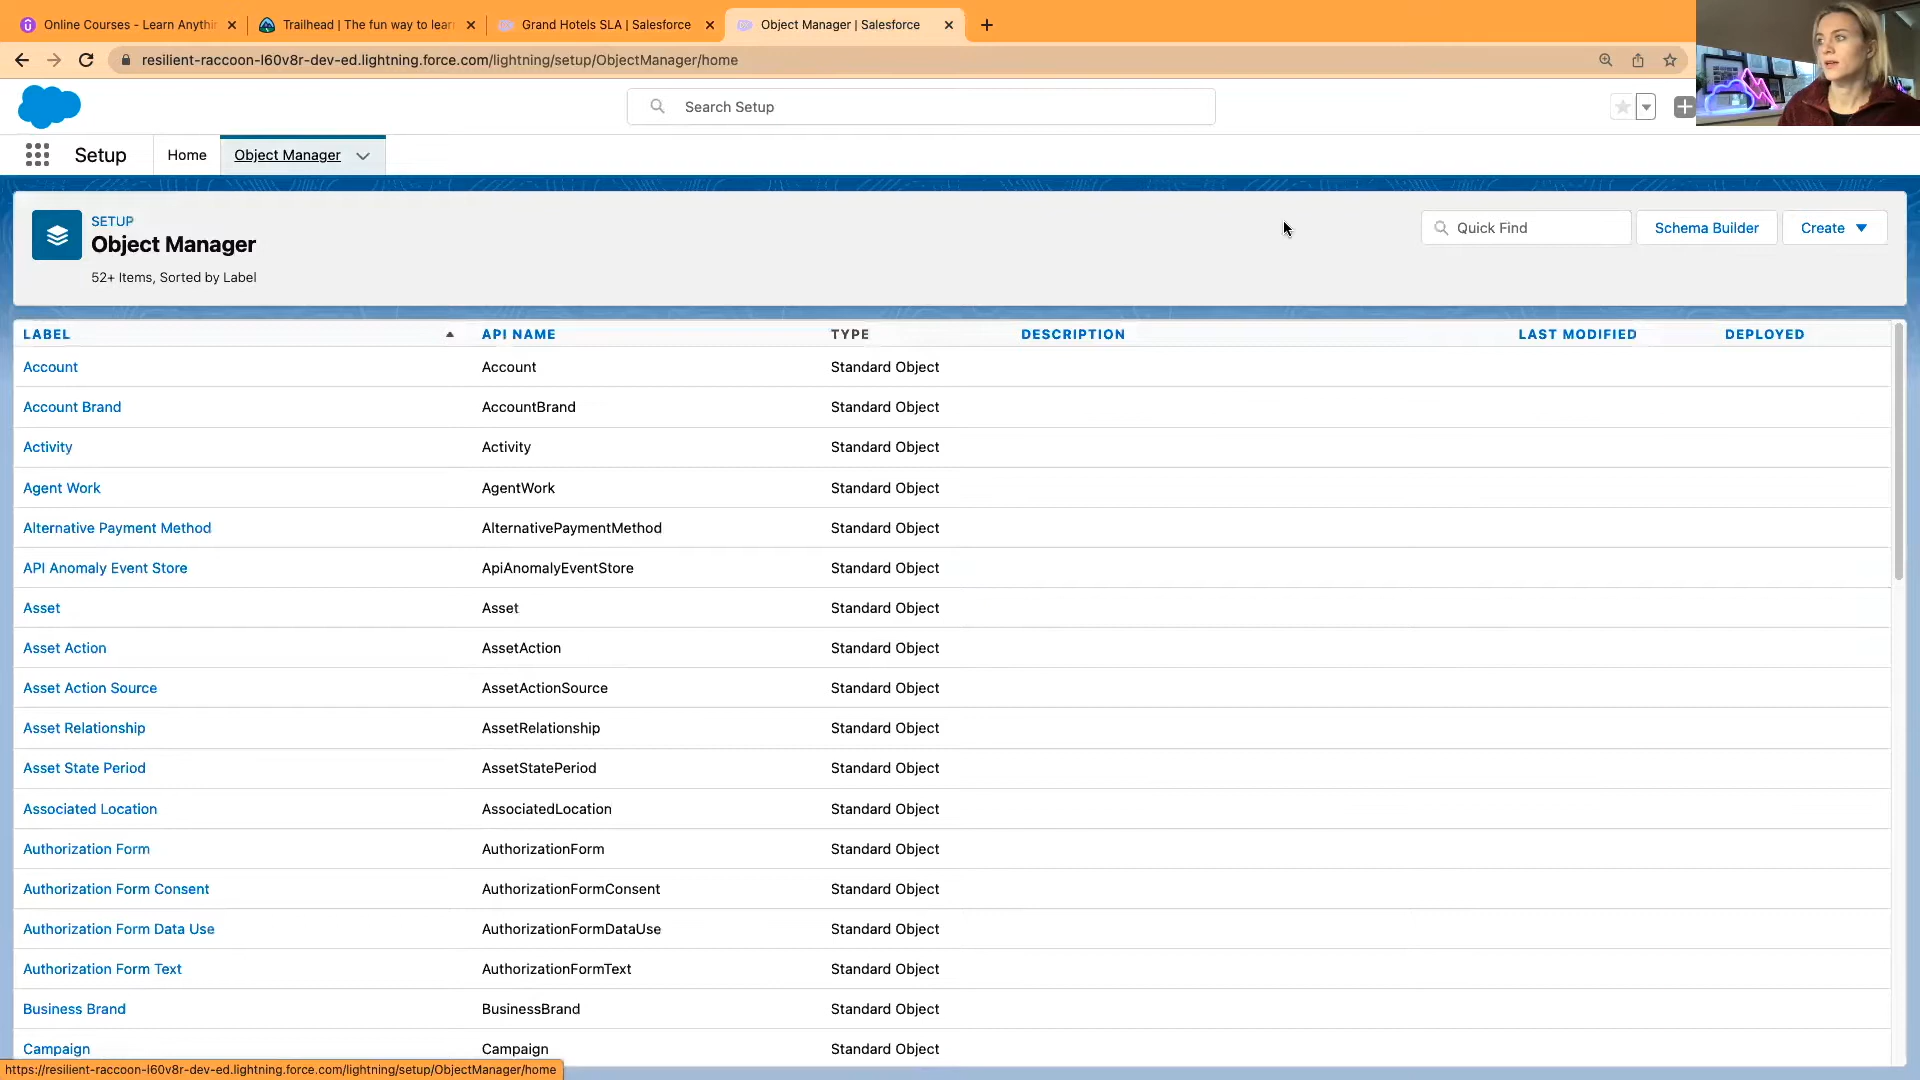 Online Courses - Learn Anythi
Trailhead | The fun way to lear
Grand Hotels SLA | Salesforce
Object Manager | Salesforce
resilient-raccoon-l60v8r-dev-ed.lightning.force.com/lightning/setup/ObjectManager/home
Search Setup
Setup
Home
Object Manager
SETUP
Object Manager
52+ Items, Sorted by Label
Quick Find
Schema Builder
Create
LABEL API NAME TYPE DESCRIPTION LAST MODIFIED DEPLOYED
Account Account Standard Object
Account Brand AccountBrand Standard Object
Activity Activity Standard Object
Agent Work AgentWork Standard Object
Alternative Payment Method AlternativePaymentMethod Standard Object
API Anomaly Event Store ApiAnomalyEventStore Standard Object
Asset Asset Standard Object
Asset Action AssetAction Standard Object
Asset Action Source AssetActionSource Standard Object
Asset Relationship AssetRelationship Standard Object
Asset State Period AssetStatePeriod Standard Object
Associated Location AssociatedLocation Standard Object
Authorization Form AuthorizationForm Standard Object
Authorization Form Consent AuthorizationFormConsent Standard Object
Authorization Form Data Use AuthorizationFormDataUse Standard Object
Authorization Form Text AuthorizationFormText Standard Object
Business Brand BusinessBrand Standard Object
Campaign Campaign Standard Object
https://resilient-raccoon-l60v8r-dev-ed.lightning.force.com/lightning/setup/ObjectManager/home